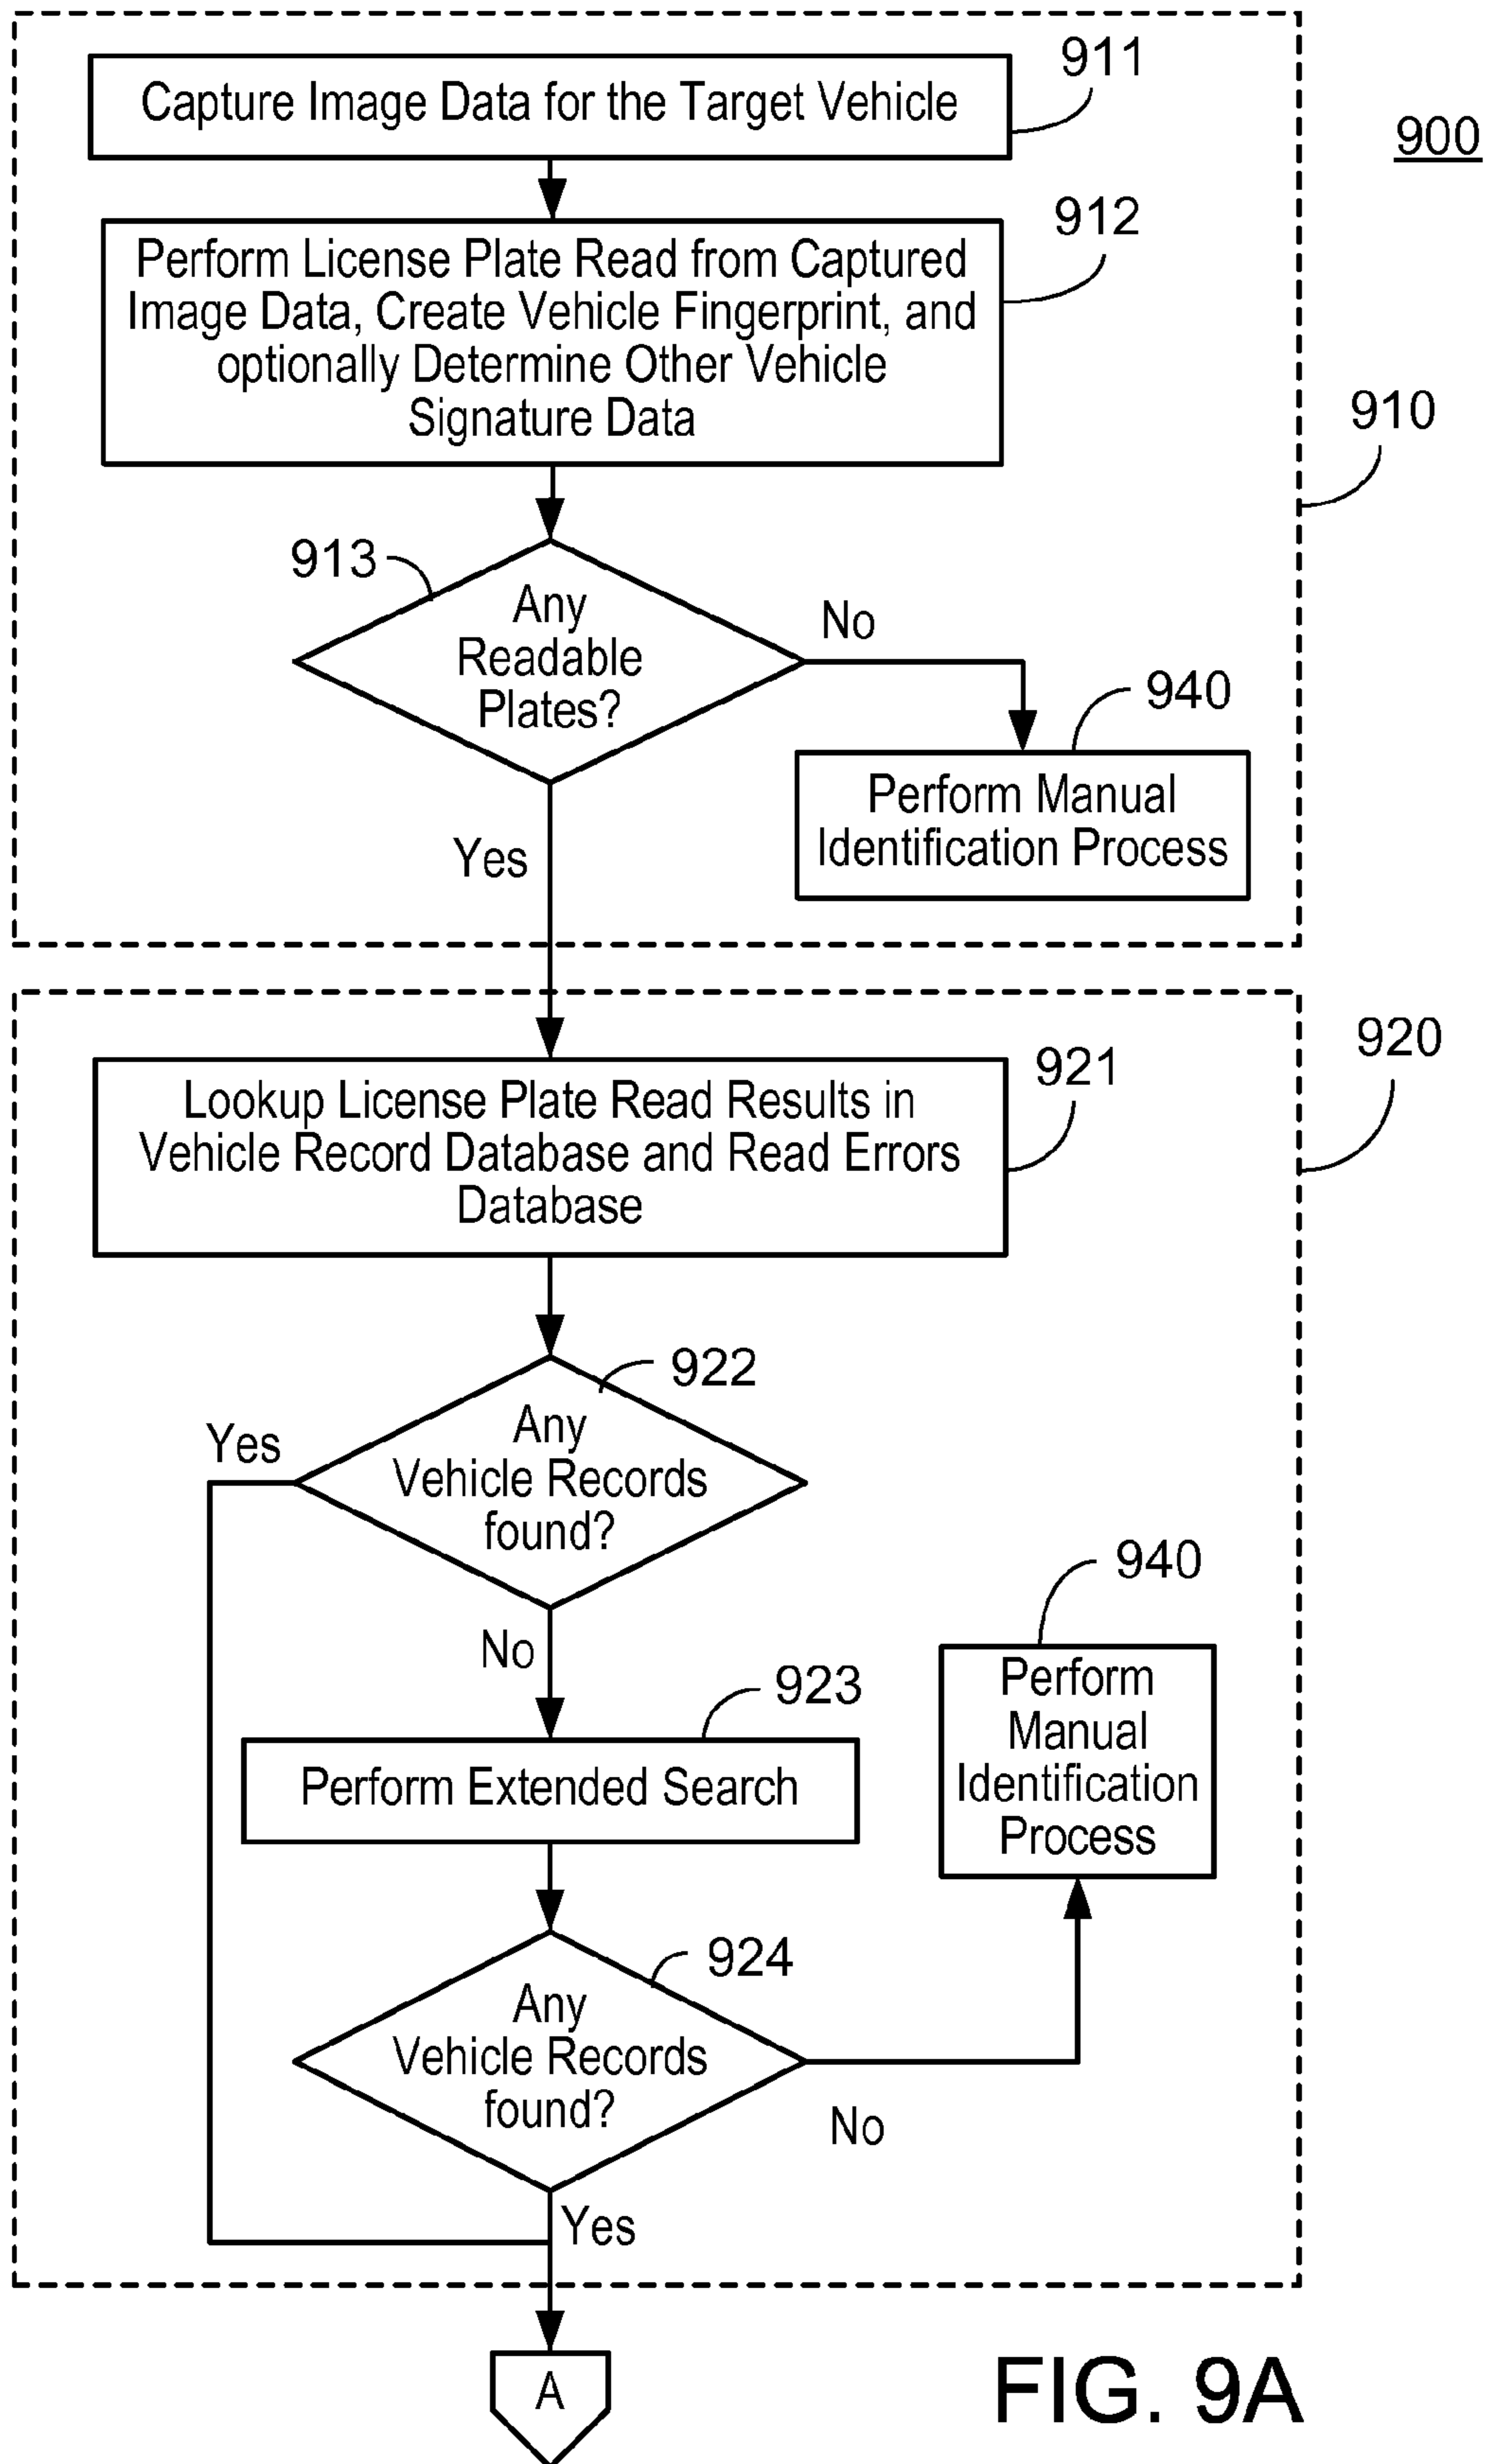 911
Capture Image Data for the Target Vehicle
900
912
Perform License Plate Read from Captured
Image Data, Create Vehicle Fingerprint, and
optionally Determine Other Vehicle
Signature Data
910
913
Any
Readable
Plates?
No
940
Perform Manual
Identification Process
Yes
920
921
Lookup License Plate Read Results in
Vehicle Record Database and Read Errors
Database
922
Any
Vehicle Records
found?
Yes
No
923
Perform Extended Search
940
Perform
Manual
Identification
Process
924
Any
Vehicle Records
found?
No
Yes
A
FIG. 9A